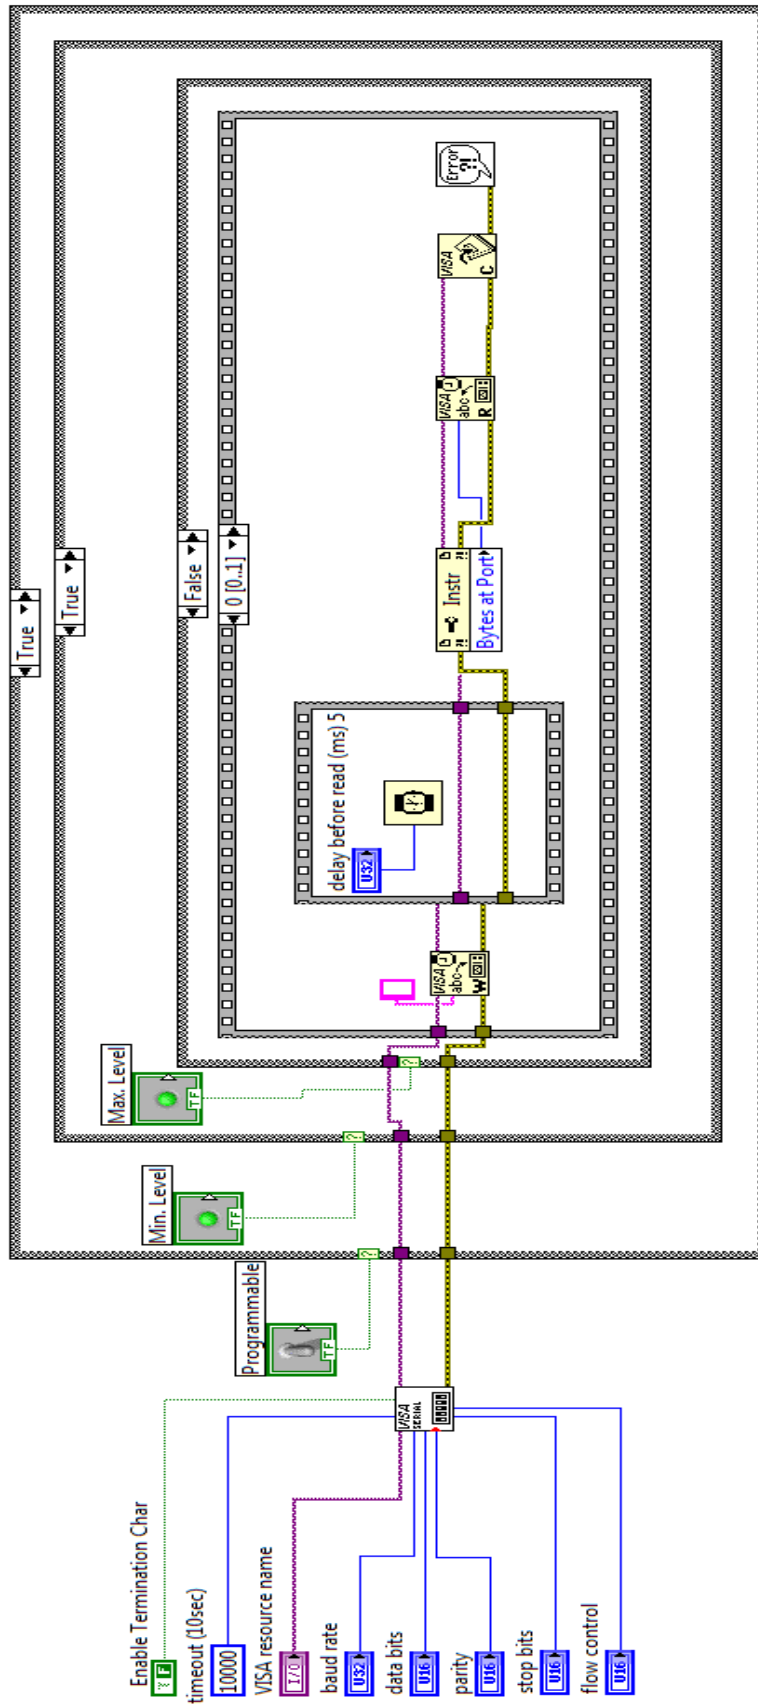 Enable Termination Char
F
timeout (10sec)
10000
VISA resource name
I/O
baud rate
U32
data bits
U16
parity
U16
stop bits
U16
flow control
U16
VISA
SERIAL
Programmable
TF
?
Min. Level
TF
?
Max. Level
TF
?
True
True
False
0 [0..1]
VISA
abc
W
delay before read (ms) 5
U32
Instr
?!
?!
Bytes at Port
VISA
abc
R
VISA
C
Error
?!